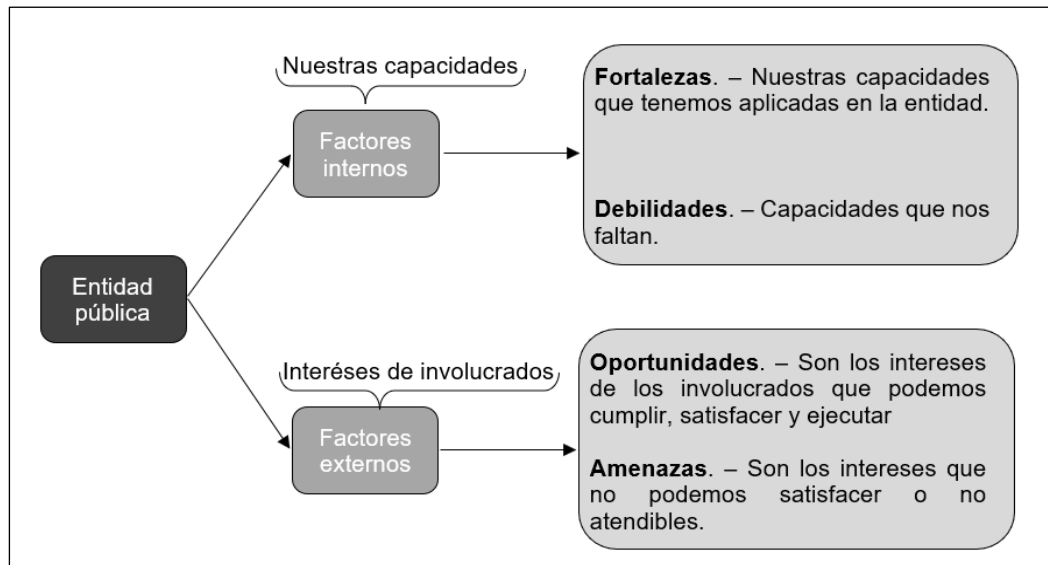 Nuestras capacidades
Fortalezas. – Nuestras capacidades
que tenemos aplicadas en la entidad.
Factores
internos
Debilidades. – Capacidades que nos
faltan.
Entidad
pública
Interéses de involucrados
Oportunidades. – Son los intereses
de los involucrados que podemos
cumplir, satisfacer y ejecutar
Factores
externos
Amenazas. – Son los intereses que
no podemos satisfacer o no
atendibles.